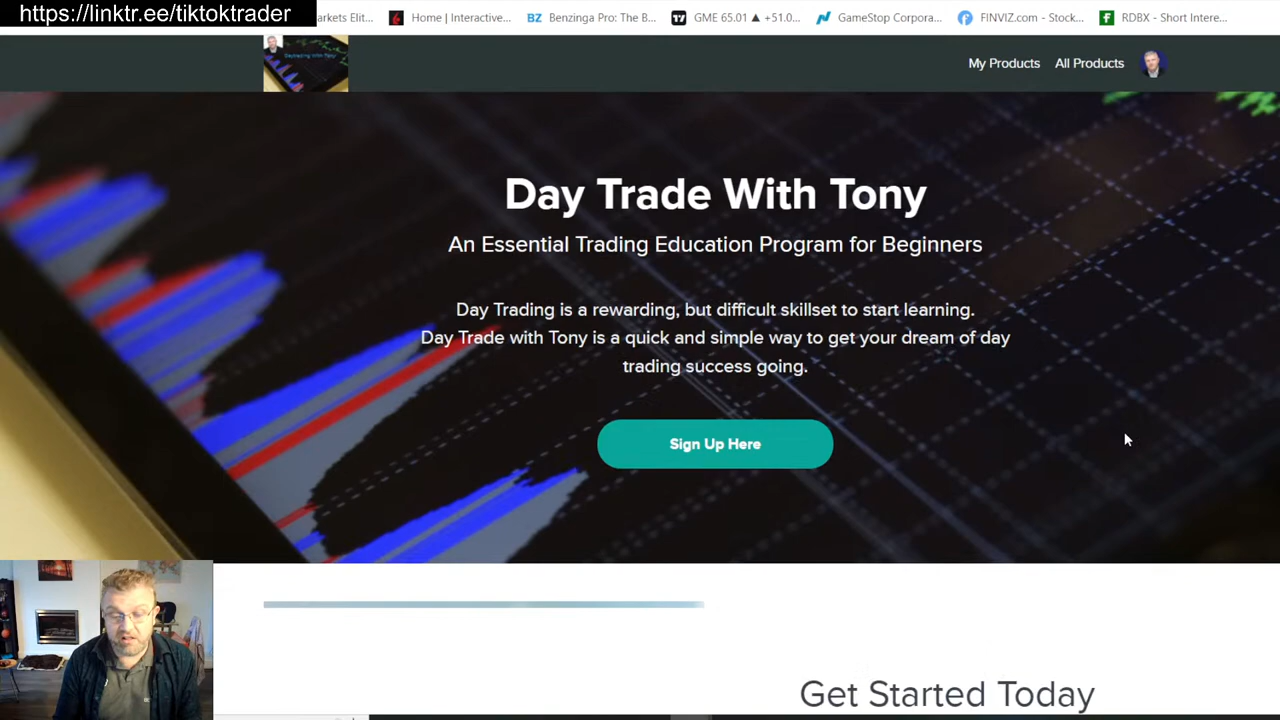 https://linktr.ee/tiktoktrader
arkets Elit... Home | Interactive... BZ Benzinga Pro: The B... GME 65.01 ▲ +51.0... GameStop Corpora... FINVIZ.com - Stock... RDBX - Short Intere...
Daytrading With Tony
My Products All Products
Day Trade With Tony
An Essential Trading Education Program for Beginners
Day Trading is a rewarding, but difficult skillset to start learning.
Day Trade with Tony is a quick and simple way to get your dream of day
trading success going.
Sign Up Here
Get Started Today